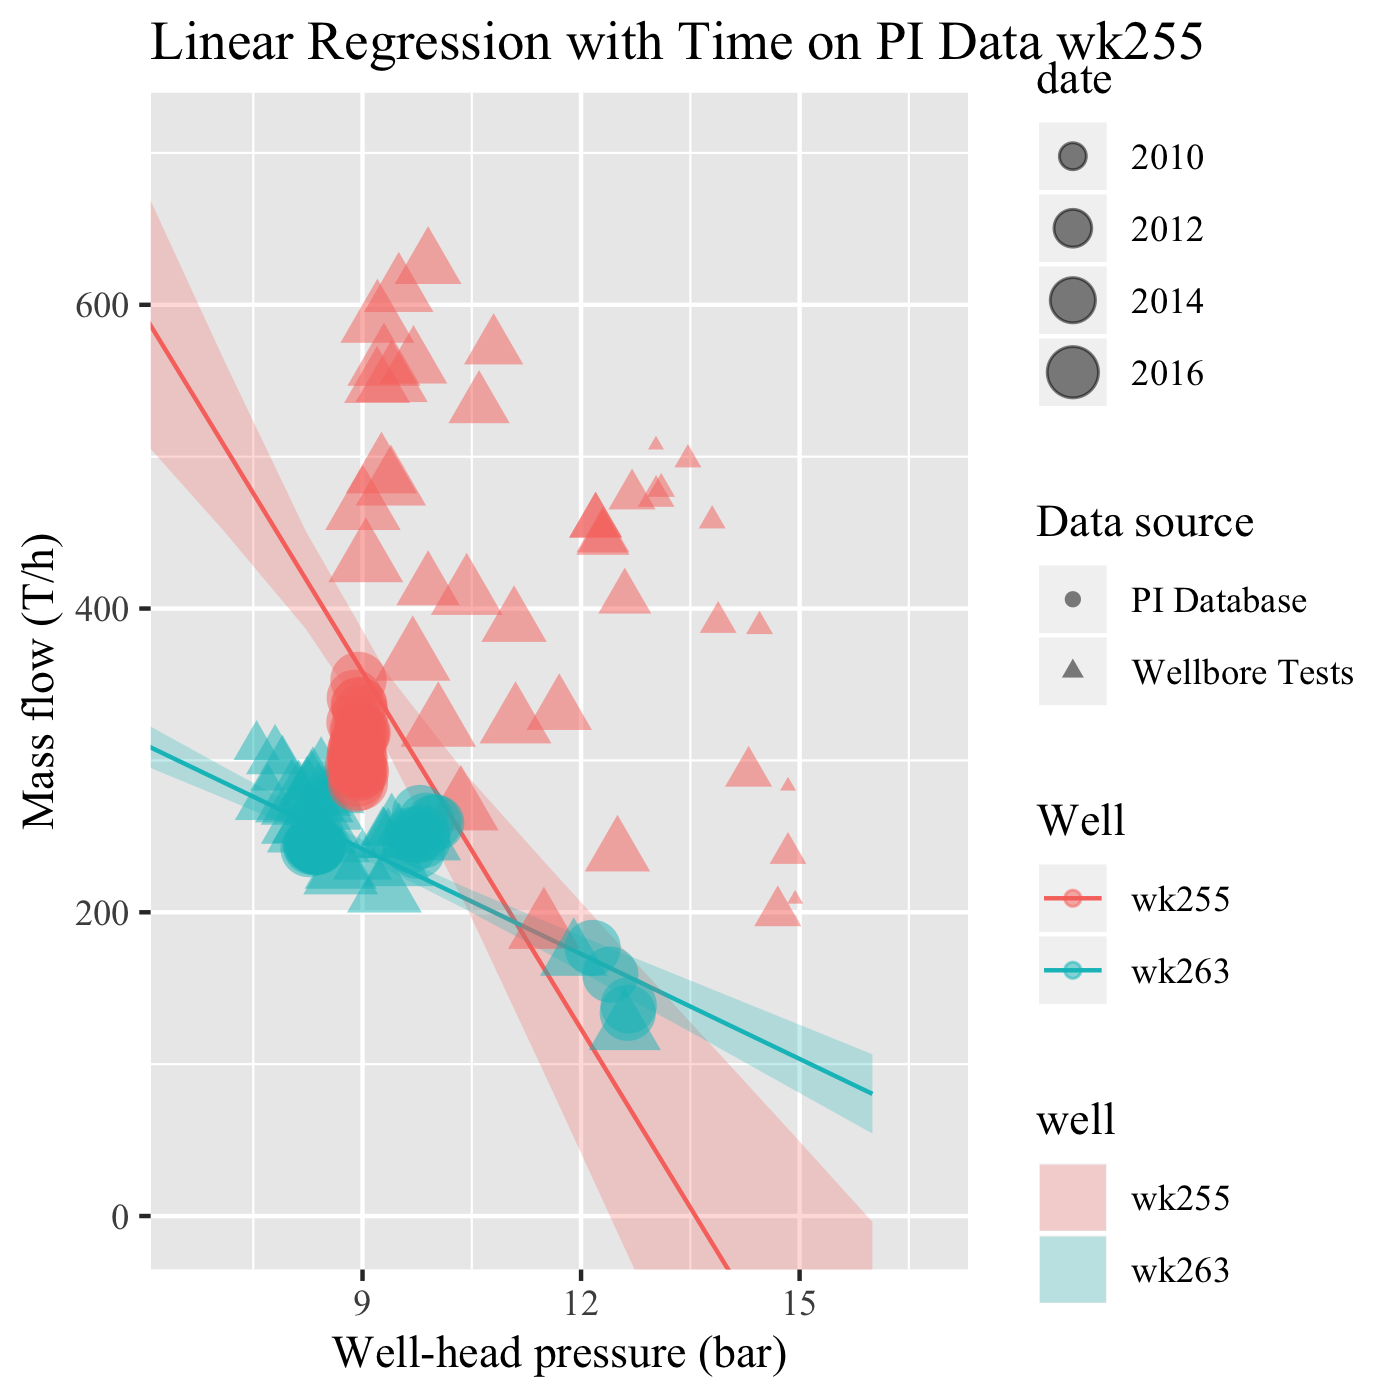 Linear Regression with Time on PI Data wk255
600
400
200
0
9
12
15
Mass flow (T/h)
Well-head pressure (bar)
date
2010
2012
2014
2016
Data source
PI Database
Wellbore Tests
Well
wk255
wk263
well
wk255
wk263